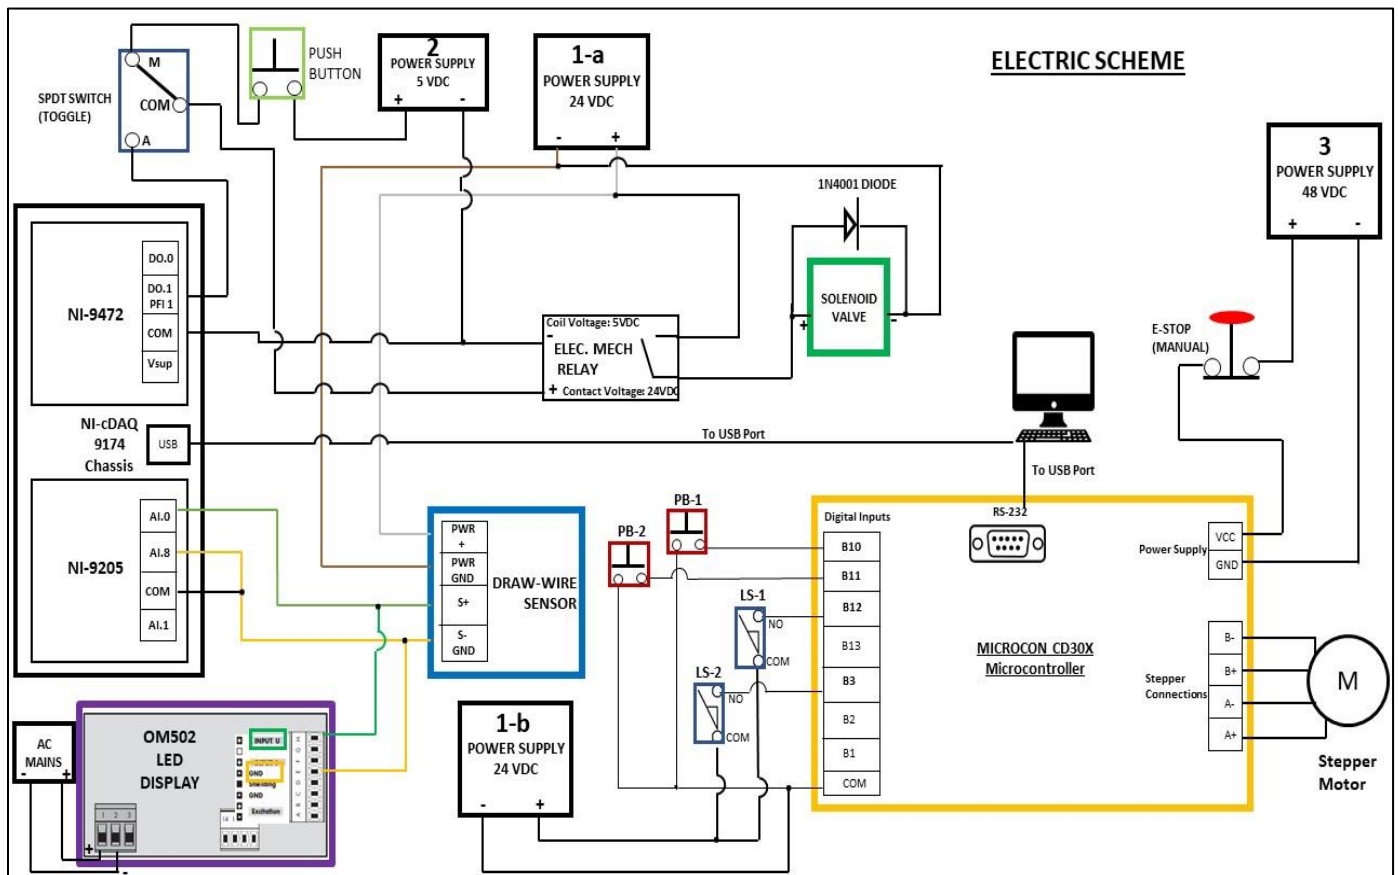 ELECTRIC SCHEME
M
COM
A
SPDT SWITCH
(TOGGLE)
PUSH
BUTTON
2
POWER SUPPLY
5 VDC
+ -
1-a
POWER SUPPLY
24 VDC
- +
3
POWER SUPPLY
48 VDC
+ -
1N4001 DIODE
SOLENOID
VALVE
+ -
E-STOP
(MANUAL)
NI-9472
DO.0
DO.1
PFI 1
COM
Vsup
Coil Voltage: 5VDC
-
ELEC. MECH
RELAY
+ Contact Voltage: 24VDC
NI-cDAQ
9174
Chassis
USB
To USB Port
To USB Port
NI-9205
AI.0
AI.8
COM
AI.1
PWR
+
PWR
GND
S+
S-
GND
DRAW-WIRE
SENSOR
PB-1
PB-2
LS-1
NO
COM
LS-2
NO
COM
Digital Inputs
B10
B11
B12
B13
B3
B2
B1
COM
RS-232
MICROCON CD30X
Microcontroller
Power Supply
VCC
GND
Stepper
Connections
B-
B+
A-
A+
M
Stepper
Motor
1-b
POWER SUPPLY
24 VDC
- +
AC
MAINS
- +
OM502
LED
DISPLAY
INPUT U
GND
Shielding
GND
Excitation
1 2 3
+
-